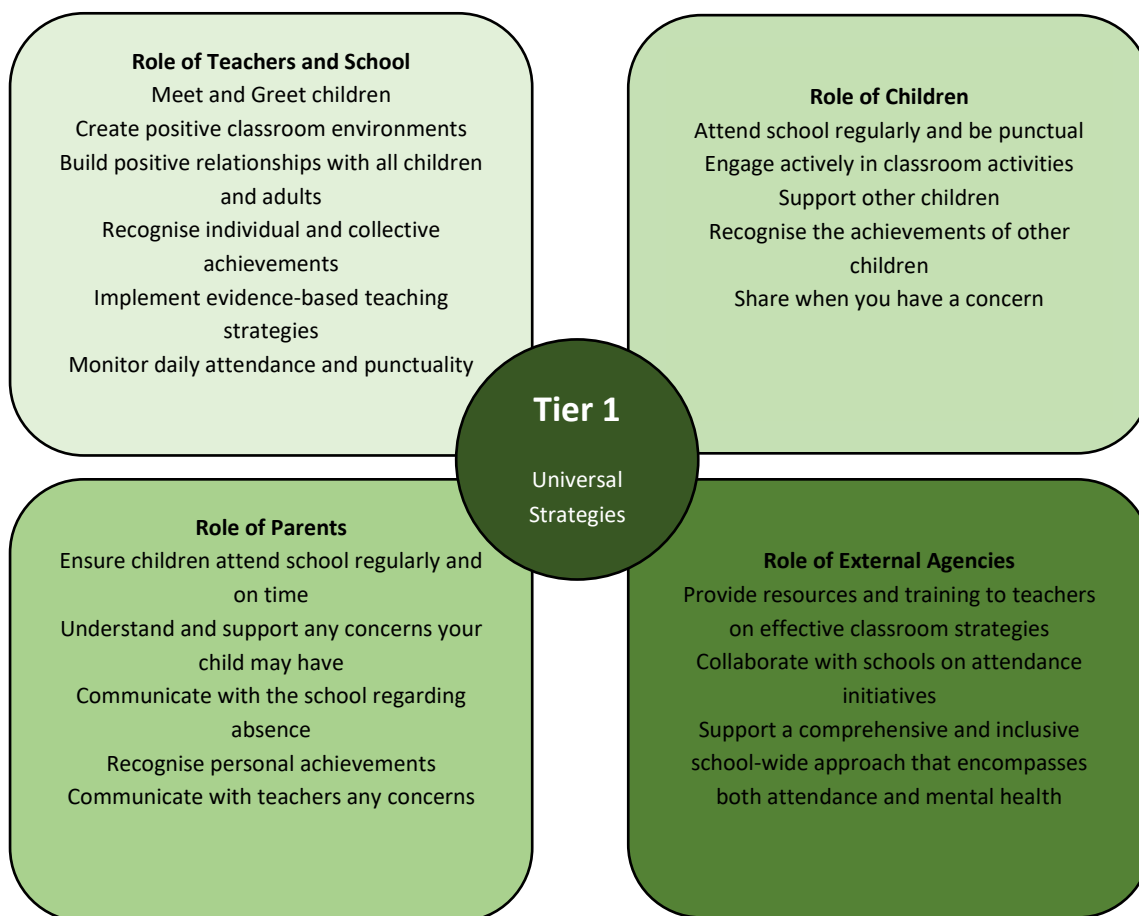 Role of Teachers and School
Meet and Greet children
Create positive classroom environments
Build positive relationships with all children
and adults
Recognise individual and collective
achievements
Implement evidence-based teaching
strategies
Monitor daily attendance and punctuality
Role of Children
Attend school regularly and be punctual
Engage actively in classroom activities
Support other children
Recognise the achievements of other
children
Share when you have a concern
Tier 1
Universal
Strategies
Role of Parents
Ensure children attend school regularly and
on time
Understand and support any concerns your
child may have
Communicate with the school regarding
absence
Recognise personal achievements
Communicate with teachers any concerns
Role of External Agencies
Provide resources and training to teachers
on effective classroom strategies
Collaborate with schools on attendance
initiatives
Support a comprehensive and inclusive
school-wide approach that encompasses
both attendance and mental health